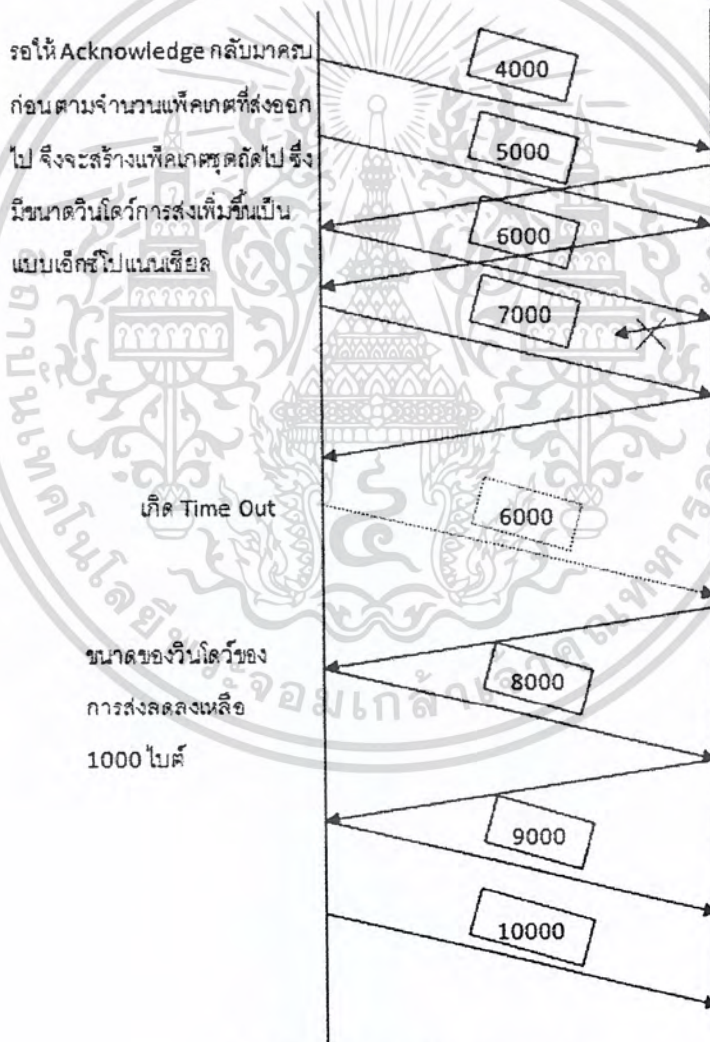 รอให้ Acknowledge กลับมาครบ
ก่อนตามจำนวนแพ็คเกตที่ส่งออก
ไป จึงจะสร้างแพ็คเกตชุดถัดไป ซึ่ง
มีขนาดวินโดว์การส่งเพิ่มขึ้นเป็น
แบบเอ็กซ์โปแนนเชียล
4000
5000
6000
7000
เกิด Time Out
6000
ขนาดของวินโดว์ของ
การส่งลดลงเหลือ
1000 ไบต์
8000
9000
10000